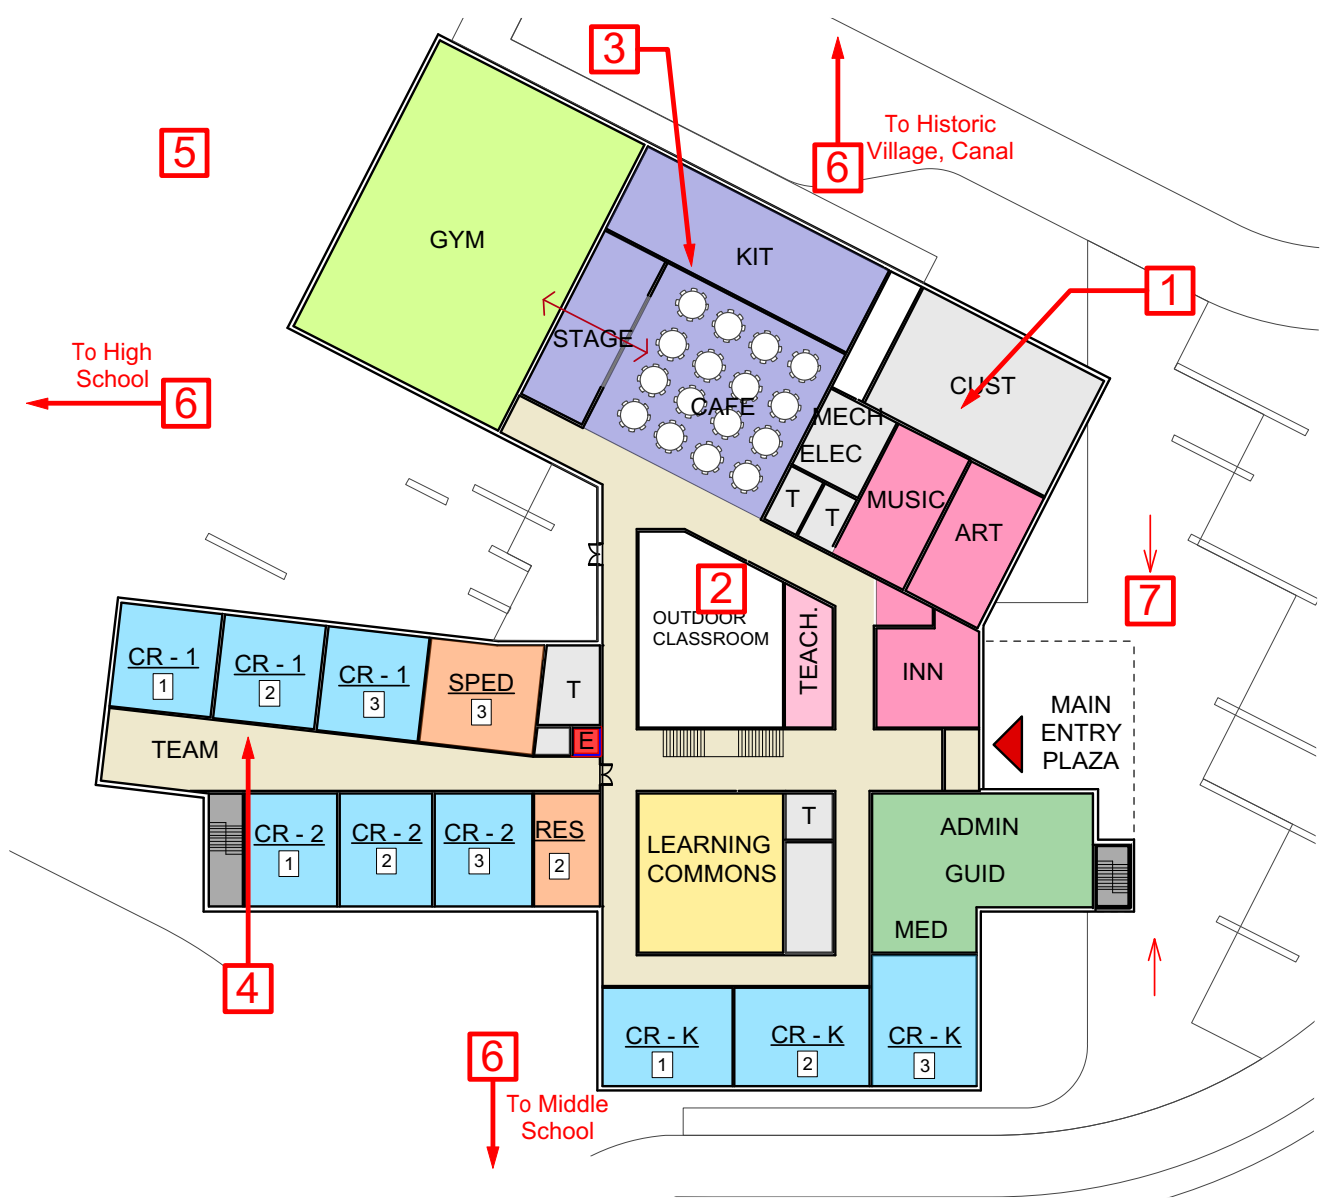 3
To Historic
Village, Canal
6
5
GYM
KIT
1
STAGE
CUST
To High
School
6
CAFE
MECH
ELEC
MUSIC
T
T
ART
2
7
OUTDOOR
CLASSROOM
TEACH.
CR - 1
1
CR - 1
2
CR - 1
3
SPED
3
T
INN
MAIN
ENTRY
PLAZA
TEAM
E
CR - 2
1
CR - 2
2
CR - 2
3
RES
2
LEARNING
COMMONS
T
ADMIN
GUID
MED
4
CR - K
1
CR - K
2
CR - K
3
6
To Middle
School